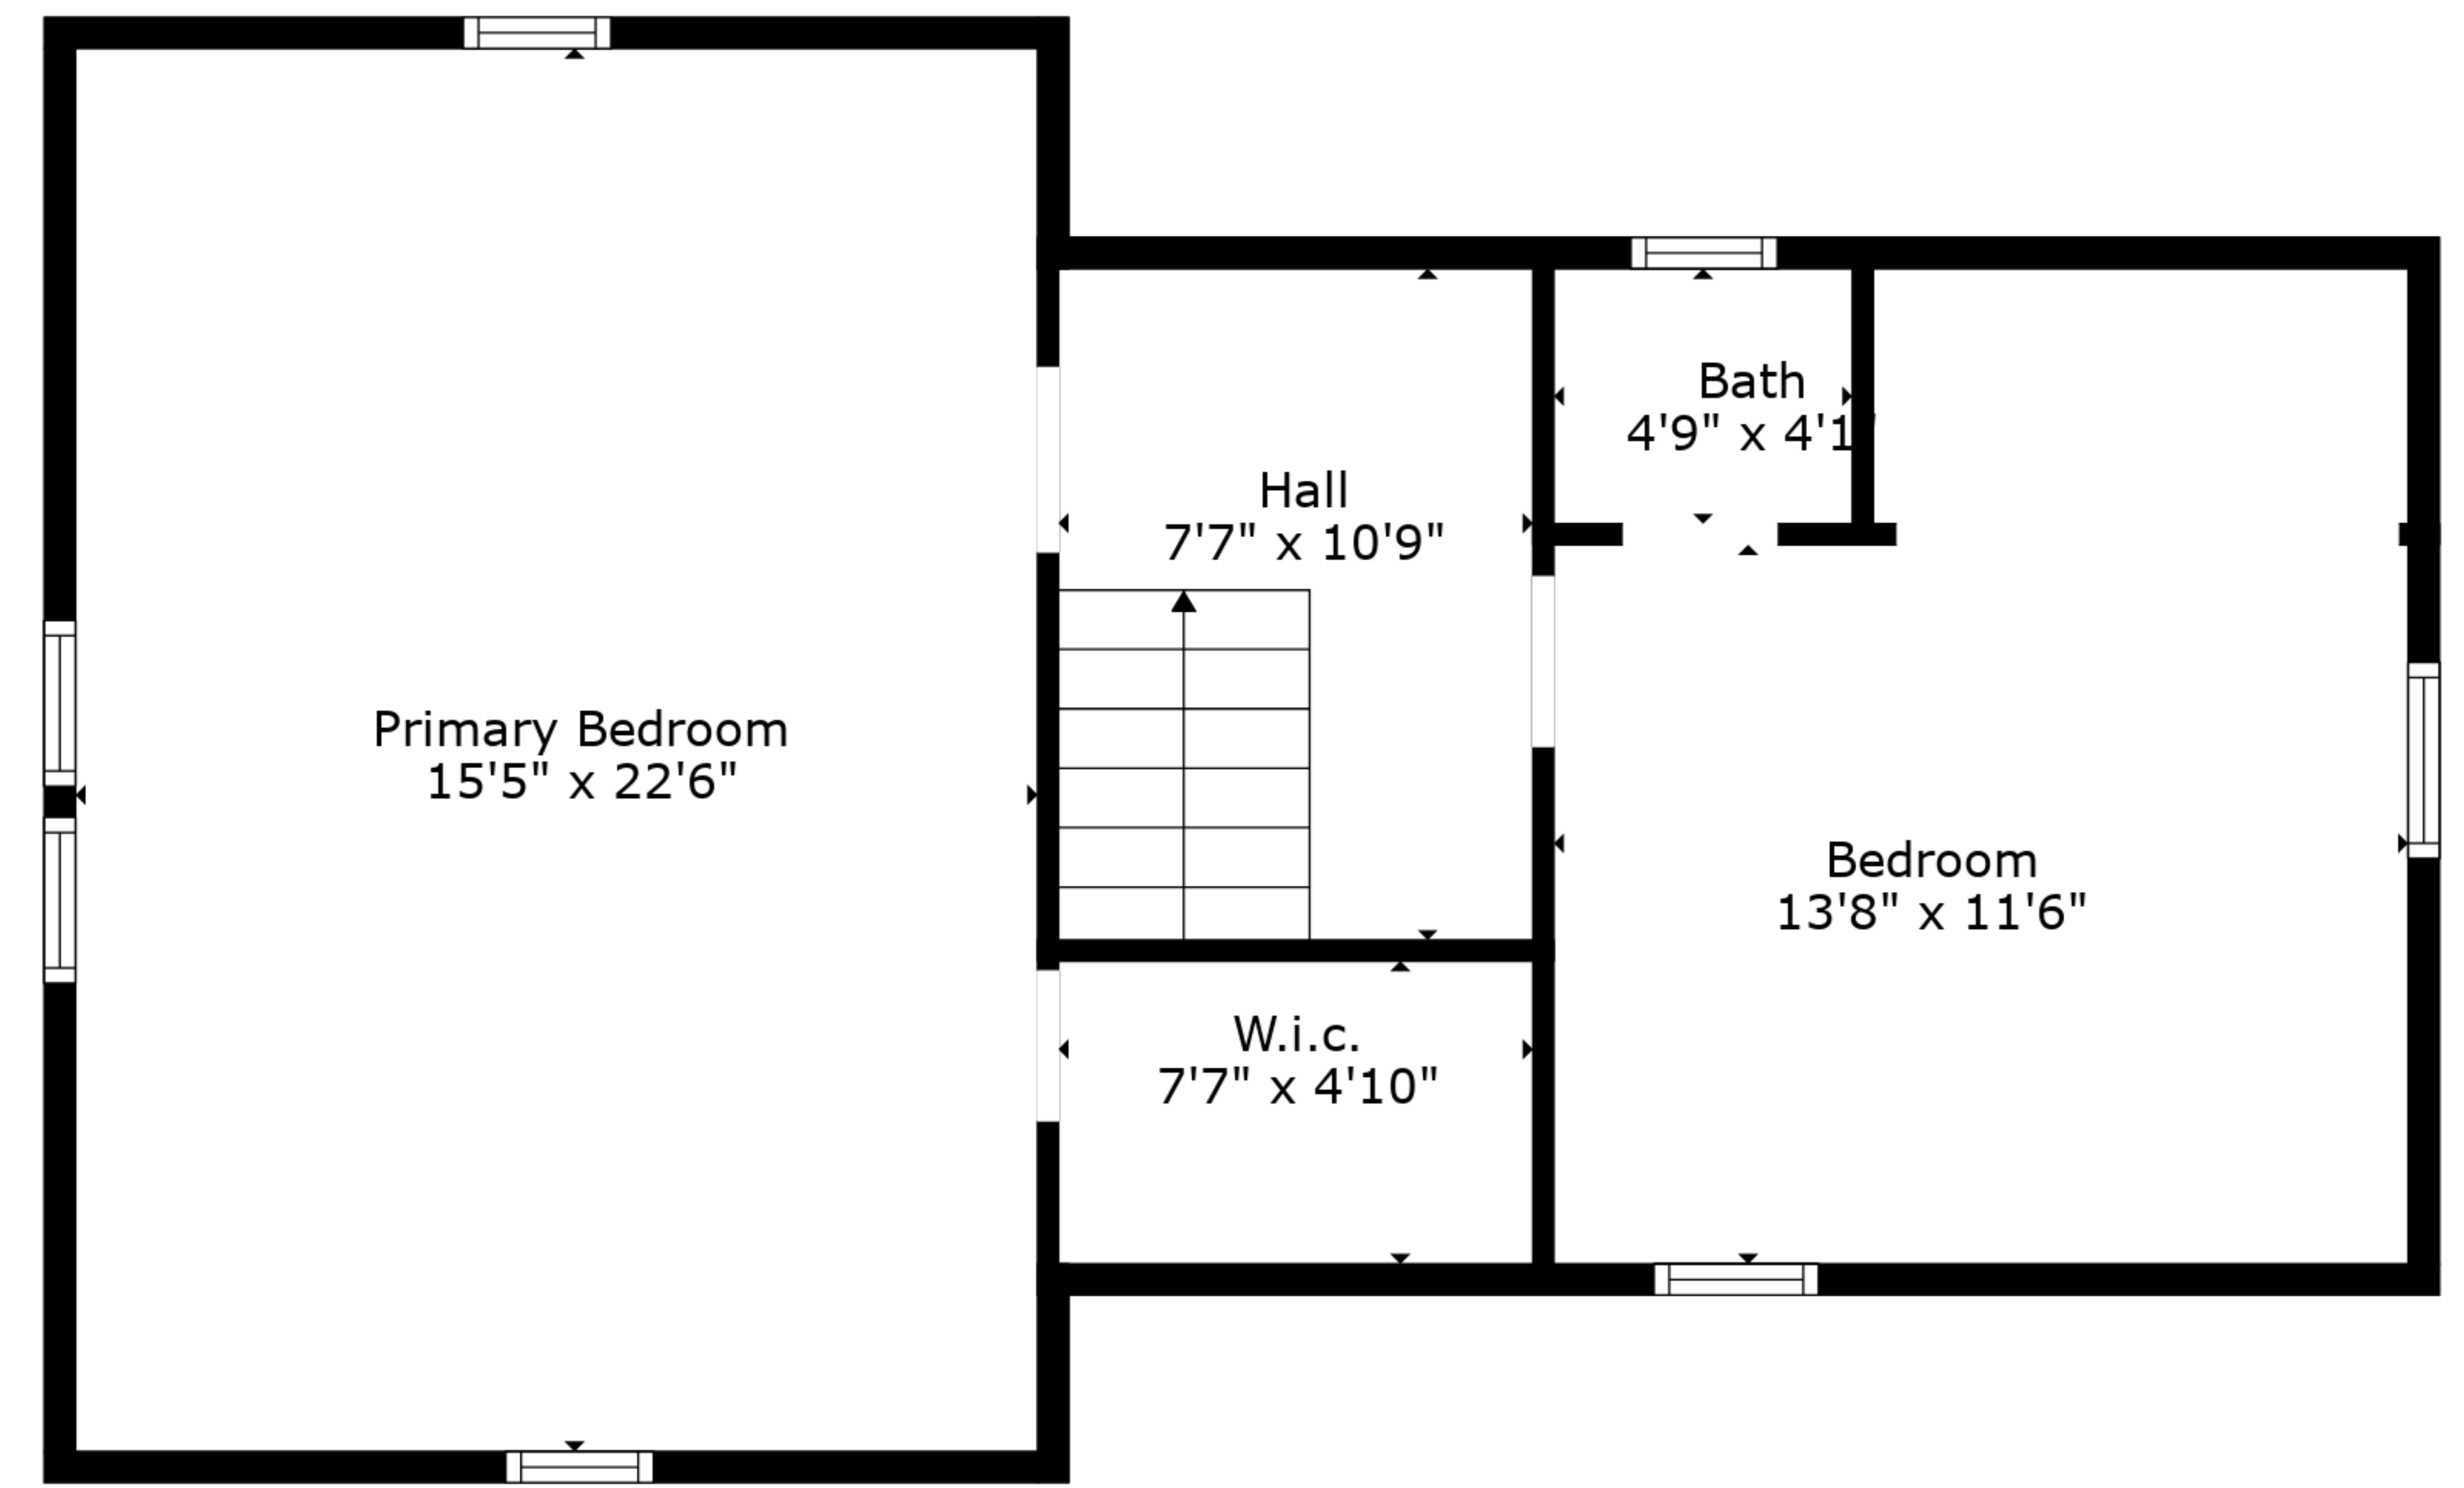 Bath
4'9" x 4'1"
Hall
7'7" x 10'9"
Primary Bedroom
15'5" x 22'6"
Bedroom
13'8" x 11'6"
W.i.c.
7'7" x 4'10"